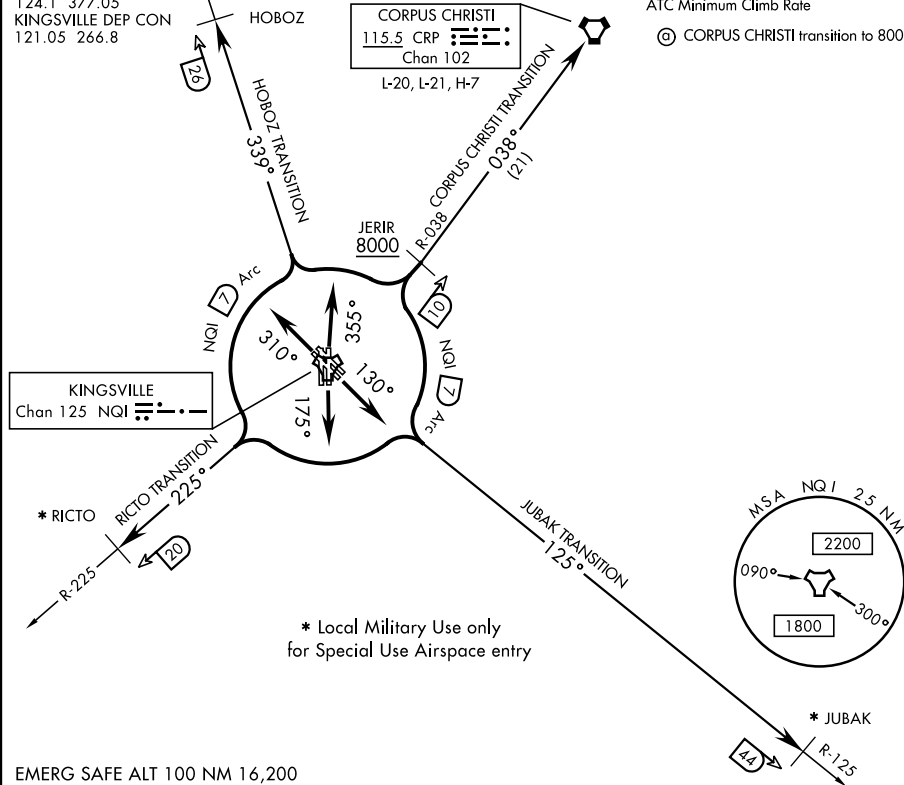 124.1 377.05
KINGSVILLE DEP CON
121.05 266.8
HOBOZ
26
CORPUS CHRISTI
115.5 CRP
Chan 102
L-20, L-21, H-7
ATC Minimum Climb Rate
ⓐ CORPUS CHRISTI transition to 800
HOBOZ TRANSITION
339°
CORPUS CHRISTI TRANSITION
038°
(21)
R-038
JERIR
8000
10
NQI 7 Arc
NQI 7 Arc
310°
355°
130°
175°
KINGSVILLE
Chan 125 NQI
RICTO TRANSITION
225°
* RICTO
20
R-225
JUBAK TRANSITION
125°
* Local Military Use only
for Special Use Airspace entry
MSA NQI 25 NM
2200
090°
300°
1800
* JUBAK
44
R-125
EMERG SAFE ALT 100 NM 16,200